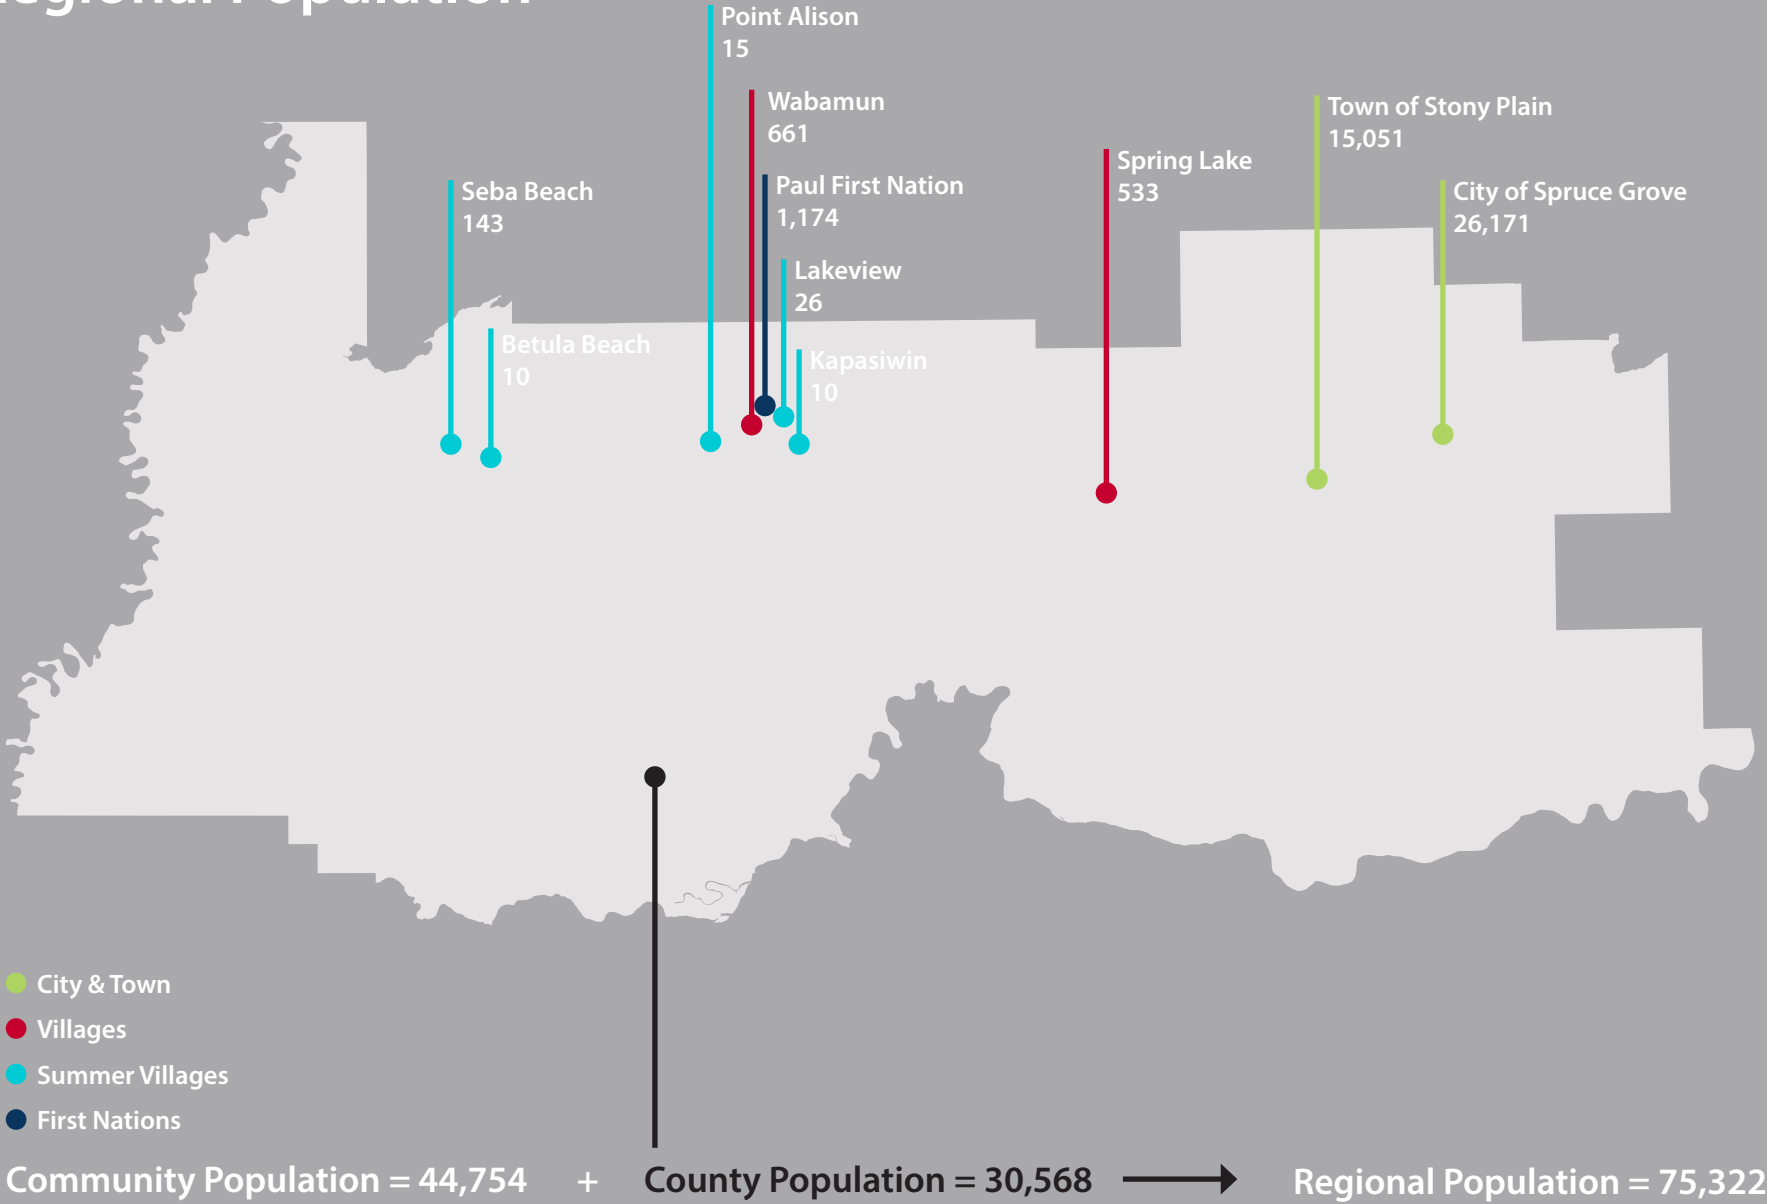 Regional Population
Point Alison
15
Wabamun
661
Town of Stony Plain
15,051
Spring Lake
533
Seba Beach
143
Paul First Nation
1,174
City of Spruce Grove
26,171
Lakeview
26
Betula Beach
10
Kapasiwin
10
City & Town
Villages
Summer Villages
First Nations
Community Population = 44,754 + County Population = 30,568 Regional Population = 75,322